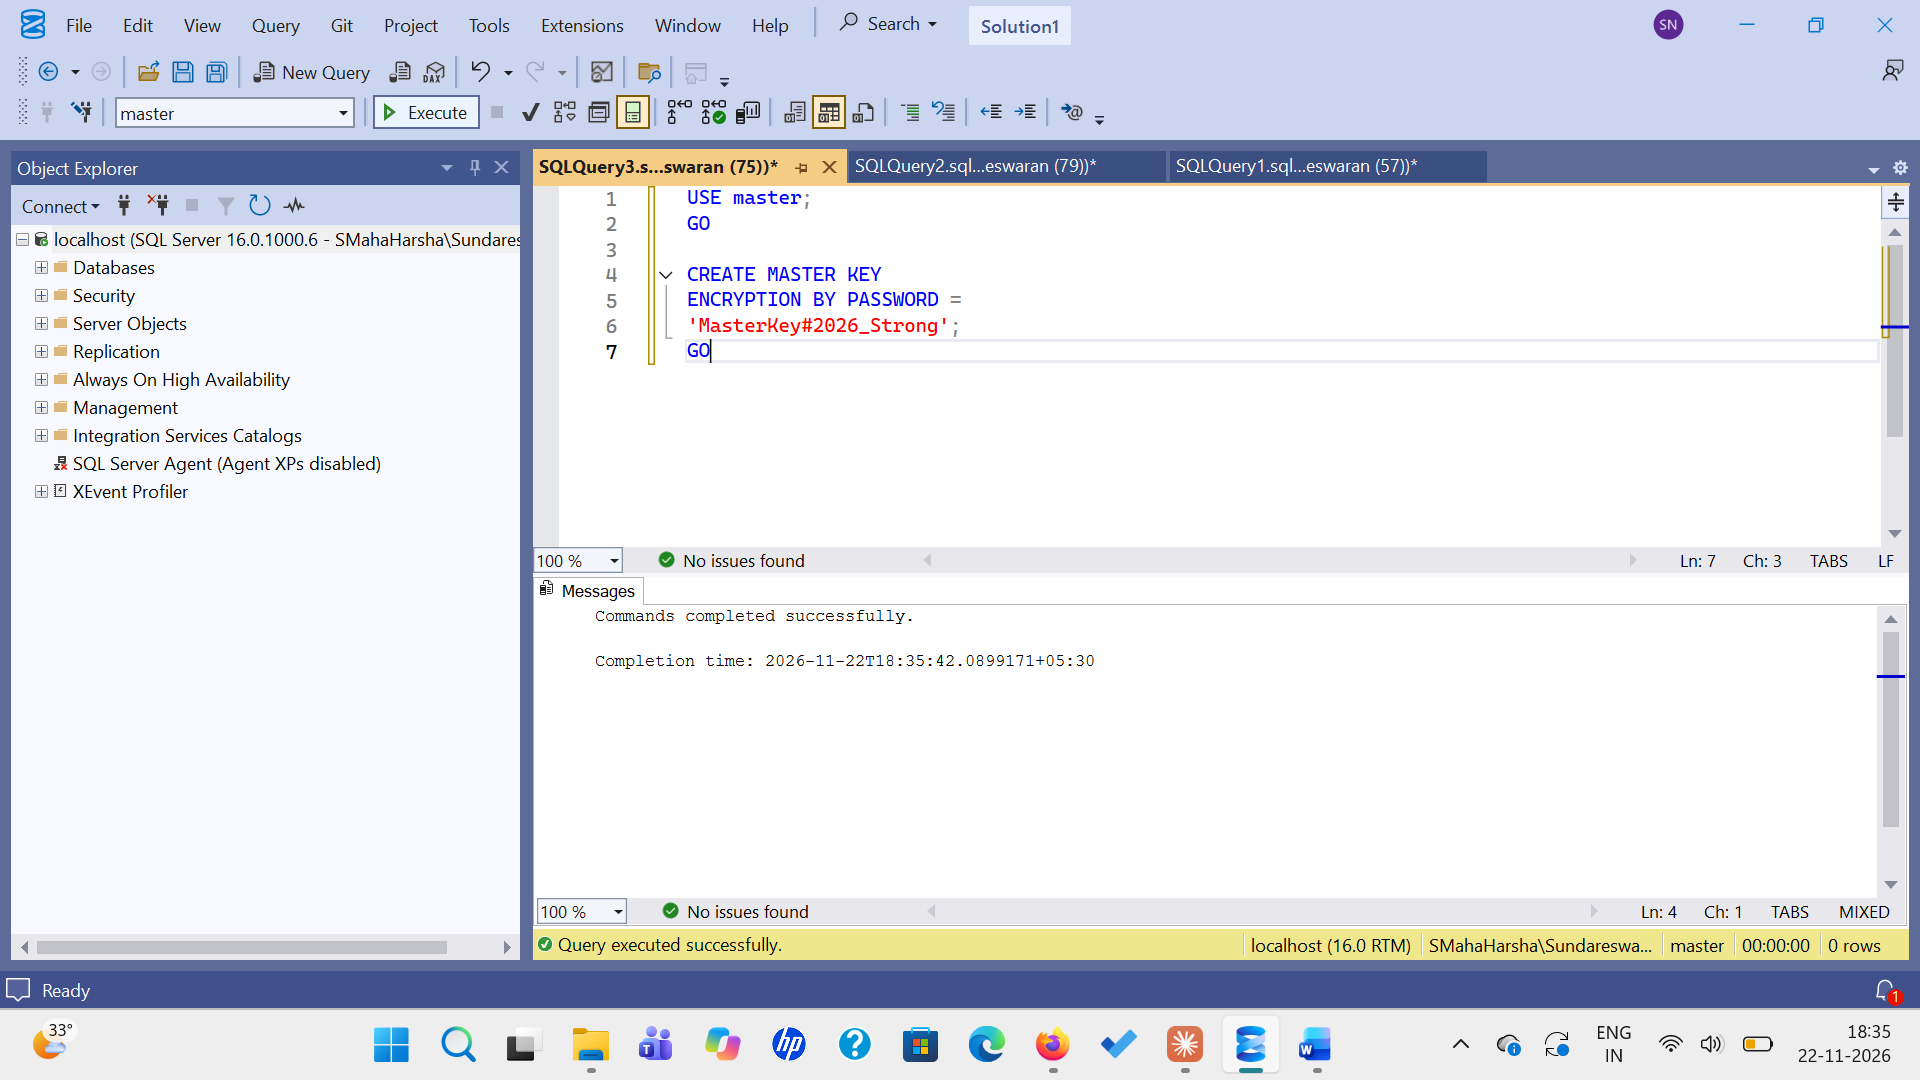 File Edit View Query Git Project Tools Extensions Window Help Search Solution1 SN
New Query DAX
master Execute
Object Explorer
Connect
localhost (SQL Server 16.0.1000.6 - SMahaHarsha\Sundares
Databases
Security
Server Objects
Replication
Always On High Availability
Management
Integration Services Catalogs
SQL Server Agent (Agent XPs disabled)
XEvent Profiler
SQLQuery3.s...swaran (75))* SQLQuery2.sql...eswaran (79))* SQLQuery1.sql...eswaran (57))*
1 USE master;
2 GO
3
4 CREATE MASTER KEY
5 ENCRYPTION BY PASSWORD =
6 'MasterKey#2026_Strong';
7 GO
100 % No issues found Ln: 7 Ch: 3 TABS LF
Messages
Commands completed successfully.
Completion time: 2026-11-22T18:35:42.0899171+05:30
100 % No issues found Ln: 4 Ch: 1 TABS MIXED
Query executed successfully. localhost (16.0 RTM) SMahaHarsha\Sundareswa... master 00:00:00 0 rows
Ready 1
33° ENG 18:35
IN 22-11-2026